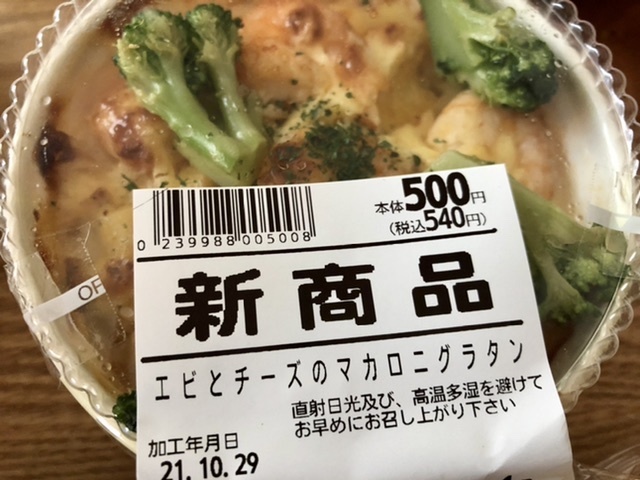 OP
0 239988 005008
本体500円
(税込540円)
新商品
エビとチーズのマカロニグラタン
直射日光及び、高温多湿を避けて
お早めにお召し上がり下さい
加工年月日
21.10.29